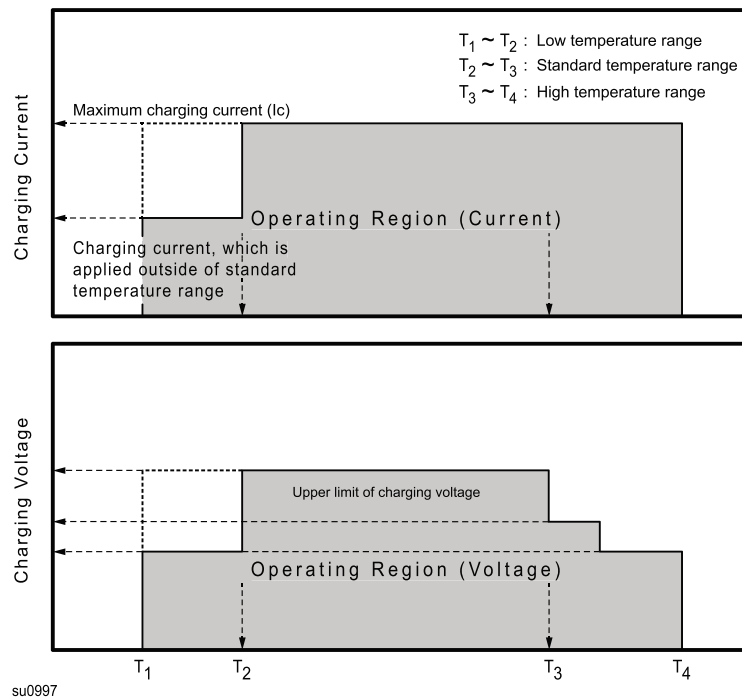 T1 ~ T2 : Low temperature range
T2 ~ T3 : Standard temperature range
T3 ~ T4 : High temperature range
Maximum charging current (Ic)
Charging Current
Operating Region (Current)
Charging current, which is
applied outside of standard
temperature range
Charging Voltage
Upper limit of charging voltage
Operating Region (Voltage)
T1 T2 T3 T4
su0997